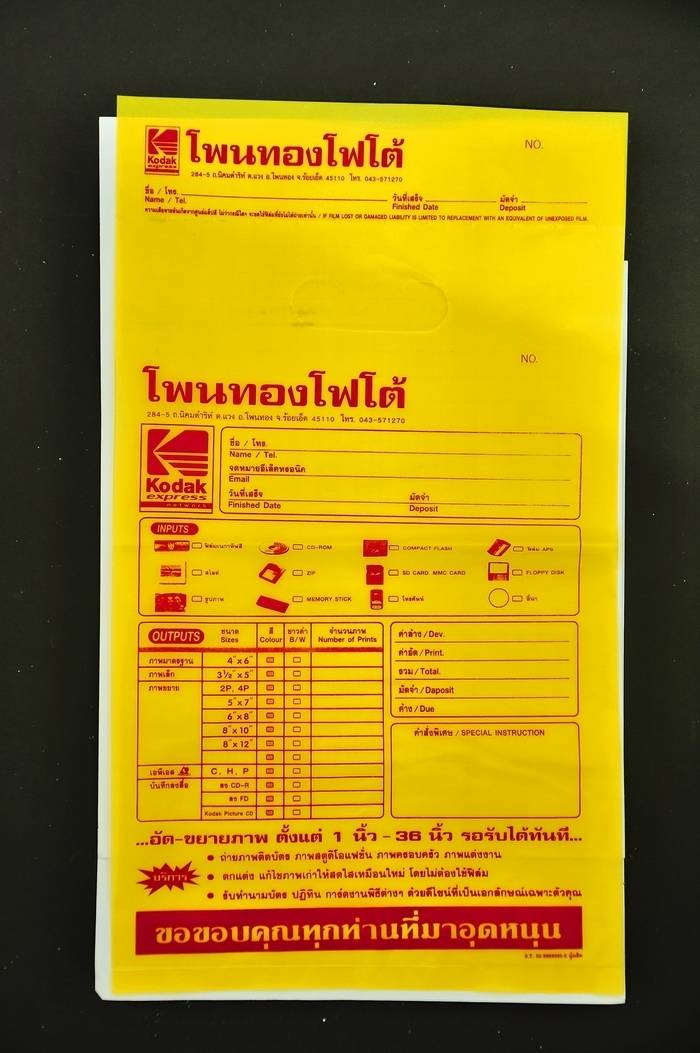 Kodak
express
โพนทองโฟโต้
NO.
284-5 ถ.นิคมดำริห์ ต.แวง อ.โพนทอง จ.ร้อยเอ็ด 45110 โทร. 043-571270
ชื่อ / โทร.
Name / Tel.
วันที่เสร็จ
Finished Date
มัดจำ
Deposit
/ IF FILM LOST OR DAMAGED LIABILITY IS LIMITED TO REPLACEMENT WITH AN EQUIVALENT OF UNEXPOSED FILM.
NO.
โพนทองโฟโต้
284-5 ถ.นิคมดำริห์ ต.แวง อ.โพนทอง จ.ร้อยเอ็ด 45110 โทร. 043-571270
Kodak
express
network
ชื่อ / โทร.
Name / Tel.
จดหมายอีเล็คทรอนิค
Email
วันที่เสร็จ มัดจำ
Finished Date Deposit
INPUTS
ฟิล์มเนกาทีฟสี CD-ROM COMPACT FLASH ฟิล์ม APS
สไลด์ ZIP SD CARD, MMC CARD FLOPPY DISK
รูปภาพ MEMORY STICK โทรศัพท์ อื่นๆ
OUTPUTS ขนาด สี ขาวดำ จำนวนภาพ
Sizes Colour B/W Number of Prints
ภาพมาตรฐาน 4"x 6"
ภาพเล็ก 3 1/2"x 5"
ภาพขยาย 2P, 4P
5"x 7"
6"x 8"
8"x 10"
8"x 12"
เอพีเอส C, H, P
บันทึกลงสื่อ ลง CD-R
ลง FD
Kodak Picture CD
ค่าล้าง / Dev.
ค่าอัด / Print.
รวม / Total.
มัดจำ / Daposit
ค้าง / Due
คำสั่งพิเศษ / SPECIAL INSTRUCTION
...อัด-ขยายภาพ ตั้งแต่ 1 นิ้ว - 36 นิ้ว รอรับได้ทันที...
บริการ
● ถ่ายภาพติดบัตร ภาพสตูดิโอแฟชั่น ภาพครอบครัว ภาพแต่งงาน
● ตกแต่ง แก้ไขภาพเก่าให้สดใสเหมือนใหม่ โดยไม่ต้องใช้ฟิล์ม
● รับทำนามบัตร ปฏิทิน การ์ดงานพิธีต่างๆ ด้วยดีไซน์ที่เป็นเอกลักษณ์เฉพาะตัวคุณ
ขอขอบคุณทุกท่านที่มาอุดหนุน